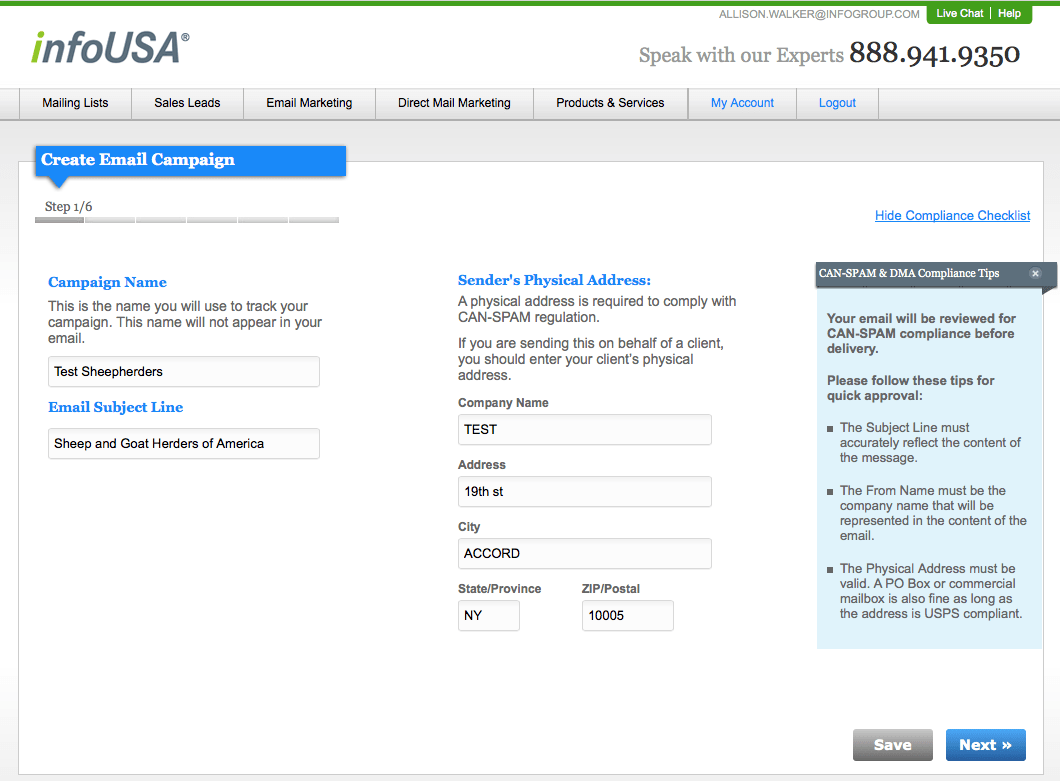 ALLISON.WALKER@INFOGROUP.COM
Live Chat | Help
infoUSA®
Speak with our Experts 888.941.9350
Mailing Lists
Sales Leads
Email Marketing
Direct Mail Marketing
Products & Services
My Account
Logout
Create Email Campaign
Step 1/6
Hide Compliance Checklist
Campaign Name
This is the name you will use to track your
campaign. This name will not appear in your
email.
Test Sheepherders
Email Subject Line
Sheep and Goat Herders of America
Sender's Physical Address:
A physical address is required to comply with
CAN-SPAM regulation.
If you are sending this on behalf of a client,
you should enter your client's physical
address.
Company Name
TEST
Address
19th st
City
ACCORD
State/Province
NY
ZIP/Postal
10005
CAN-SPAM & DMA Compliance Tips
Your email will be reviewed for
CAN-SPAM compliance before
delivery.
Please follow these tips for
quick approval:
The Subject Line must
accurately reflect the content of
the message.
The From Name must be the
company name that will be
represented in the content of the
email.
The Physical Address must be
valid. A PO Box or commercial
mailbox is also fine as long as
the address is USPS compliant.
Save
Next »